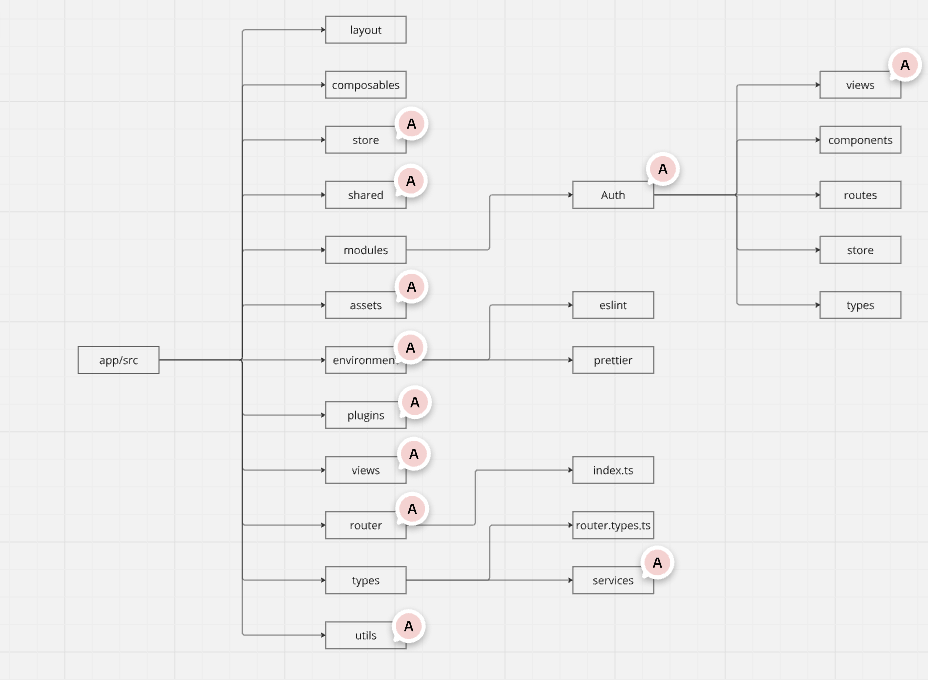 layout
composables
A
store
A
shared
modules
A
assets
A
A
plugins
A
views
A
router
types
A
utils
app/src
A
Auth
eslint
prettier
index.ts
router.types.ts
A
services
A
views
components
routes
store
types